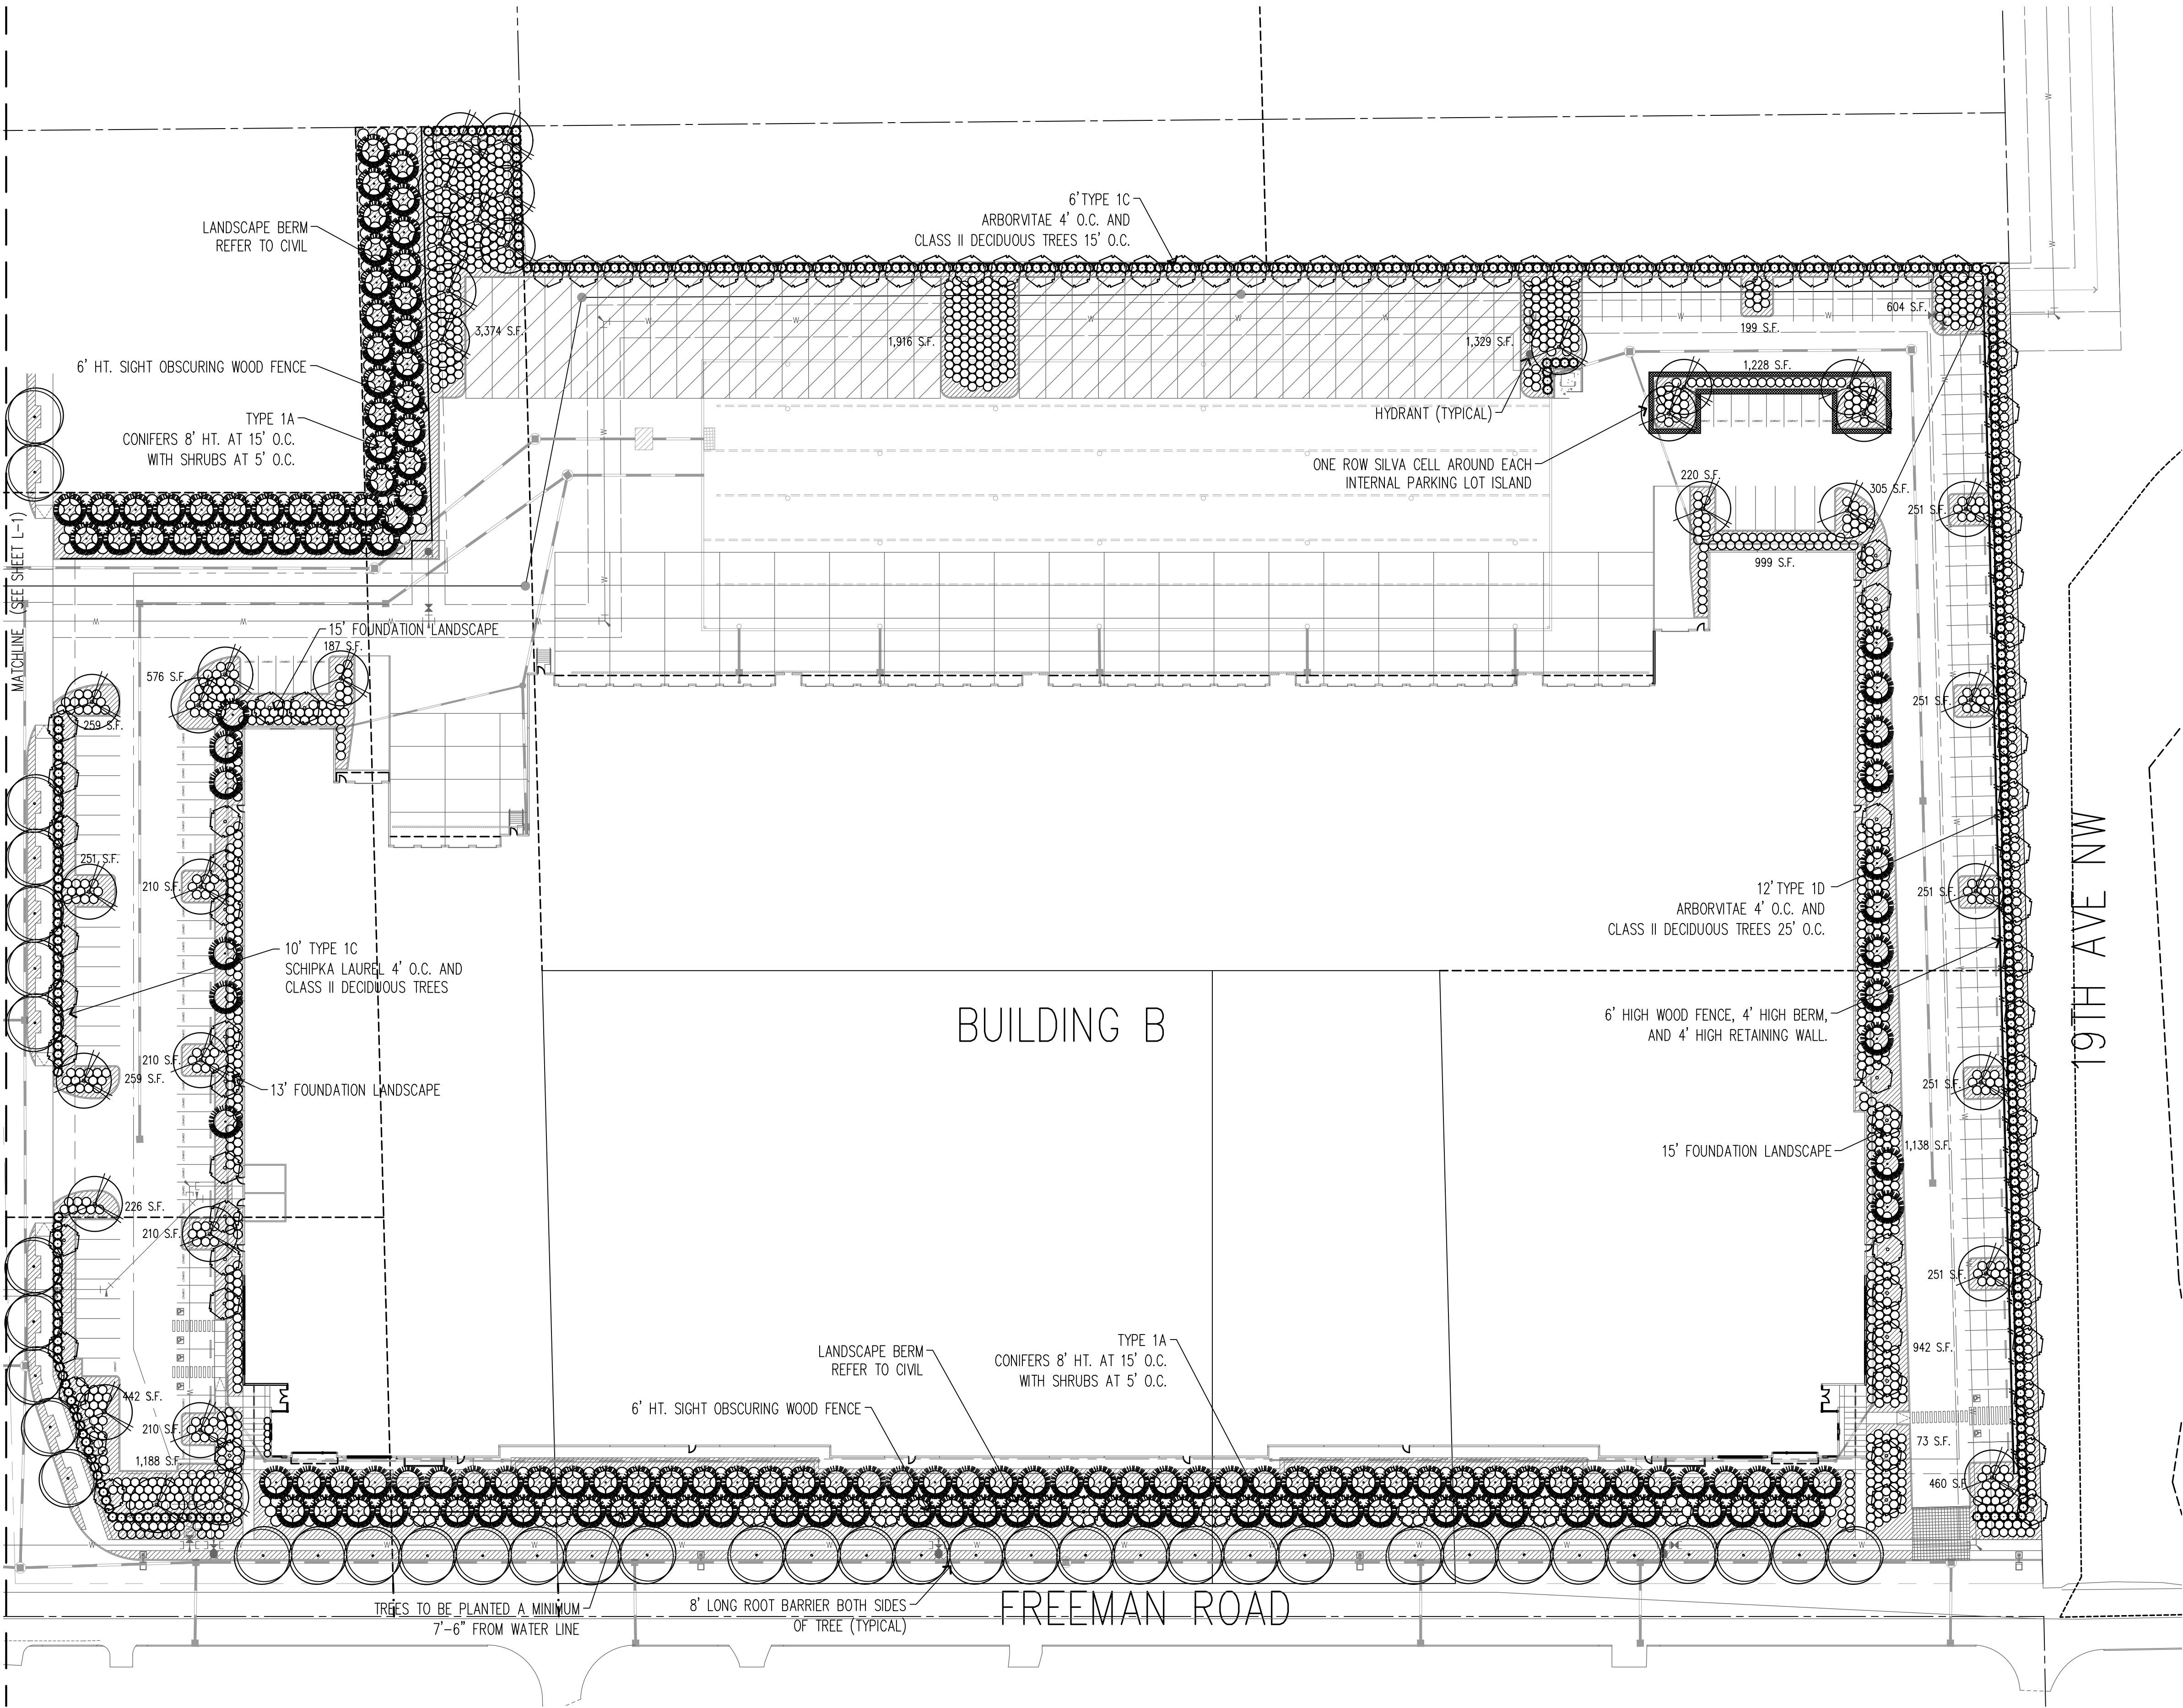 6' TYPE 1C
ARBORVITAE 4' O.C. AND
CLASS II DECIDUOUS TREES 15' O.C.
LANDSCAPE BERM
REFER TO CIVIL
604 S.F.
3,374 S.F.
1,916 S.F.
1,329 S.F.
199 S.F.
6' HT. SIGHT OBSCURING WOOD FENCE
1,228 S.F.
HYDRANT (TYPICAL)
TYPE 1A
CONIFERS 8' HT. AT 15' O.C.
WITH SHRUBS AT 5' O.C.
ONE ROW SILVA CELL AROUND EACH
INTERNAL PARKING LOT ISLAND
220 S.F.
305 S.F.
251 S.F.
999 S.F.
MATCHLINE (SEE SHEET L-1)
15' FOUNDATION LANDSCAPE
187 S.F.
576 S.F.
259 S.F.
251 S.F.
251 S.F.
210 S.F.
12' TYPE 1D
ARBORVITAE 4' O.C. AND
CLASS II DECIDUOUS TREES 25' O.C.
251 S.F.
19TH AVE NW
10' TYPE 1C
SCHIPKA LAUREL 4' O.C. AND
CLASS II DECIDUOUS TREES
BUILDING B
6' HIGH WOOD FENCE, 4' HIGH BERM,
AND 4' HIGH RETAINING WALL.
210 S.F.
259 S.F.
13' FOUNDATION LANDSCAPE
251 S.F.
15' FOUNDATION LANDSCAPE
1,138 S.F.
226 S.F.
210 S.F.
251 S.F.
LANDSCAPE BERM
REFER TO CIVIL
TYPE 1A
CONIFERS 8' HT. AT 15' O.C.
WITH SHRUBS AT 5' O.C.
942 S.F.
442 S.F.
6' HT. SIGHT OBSCURING WOOD FENCE
210 S.F.
73 S.F.
1,188 S.F.
460 S.F.
TREES TO BE PLANTED A MINIMUM
7'-6" FROM WATER LINE
8' LONG ROOT BARRIER BOTH SIDES
OF TREE (TYPICAL)
FREEMAN ROAD